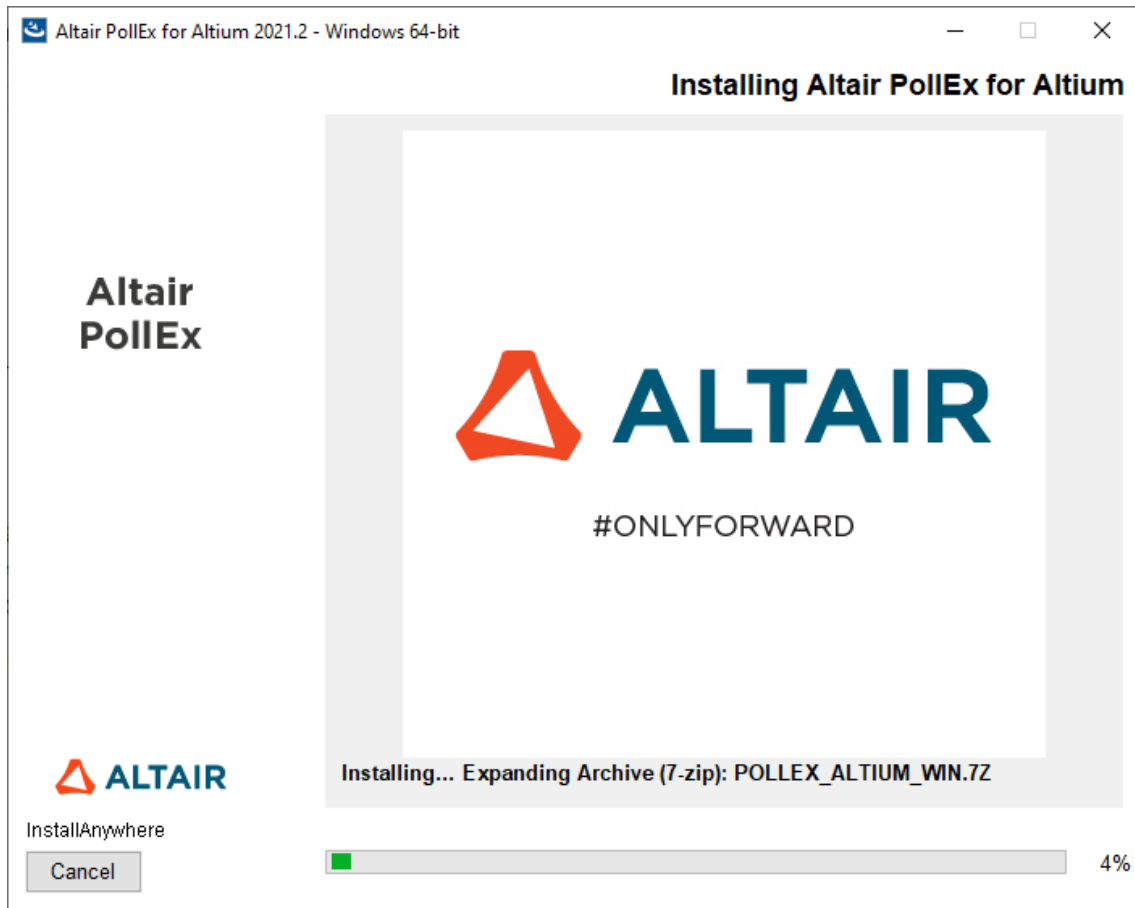 Altair PollEx for Altium 2021.2 - Windows 64-bit
Installing Altair PollEx for Altium
Altair
PollEx
ALTAIR
#ONLYFORWARD
Installing... Expanding Archive (7-zip): POLLEX_ALTIUM_WIN.7Z
ALTAIR
InstallAnywhere
Cancel
4%